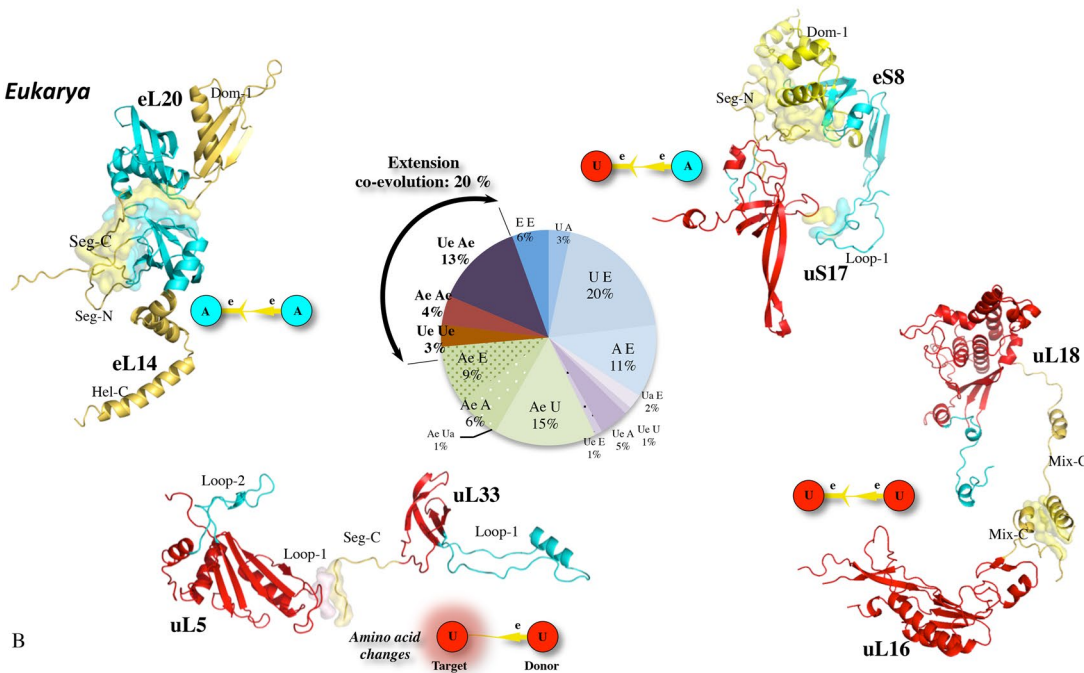 Eukarya
eL20
Dom-1
Seg-C
Seg-N
eL14
Hel-C
A
e
e
A
Extension
co-evolution: 20 %
E E
6%
U A
3%
U E
20%
A E
11%
Ua E
2%
Ue U
1%
Ue A
5%
Ue E
1%
Ae U
15%
Ae Ua
1%
Ae A
6%
Ae E
9%
Ue Ue
3%
Ae Ae
4%
Ue Ae
13%
Dom-1
eS8
Seg-N
U
e
e
A
uS17
Loop-1
uL18
Mix-C
U
e
e
U
Mix-C
uL16
Loop-2
Loop-1
Seg-C
uL33
Loop-1
uL5
B
Amino acid
changes
U
e
U
Target
Donor